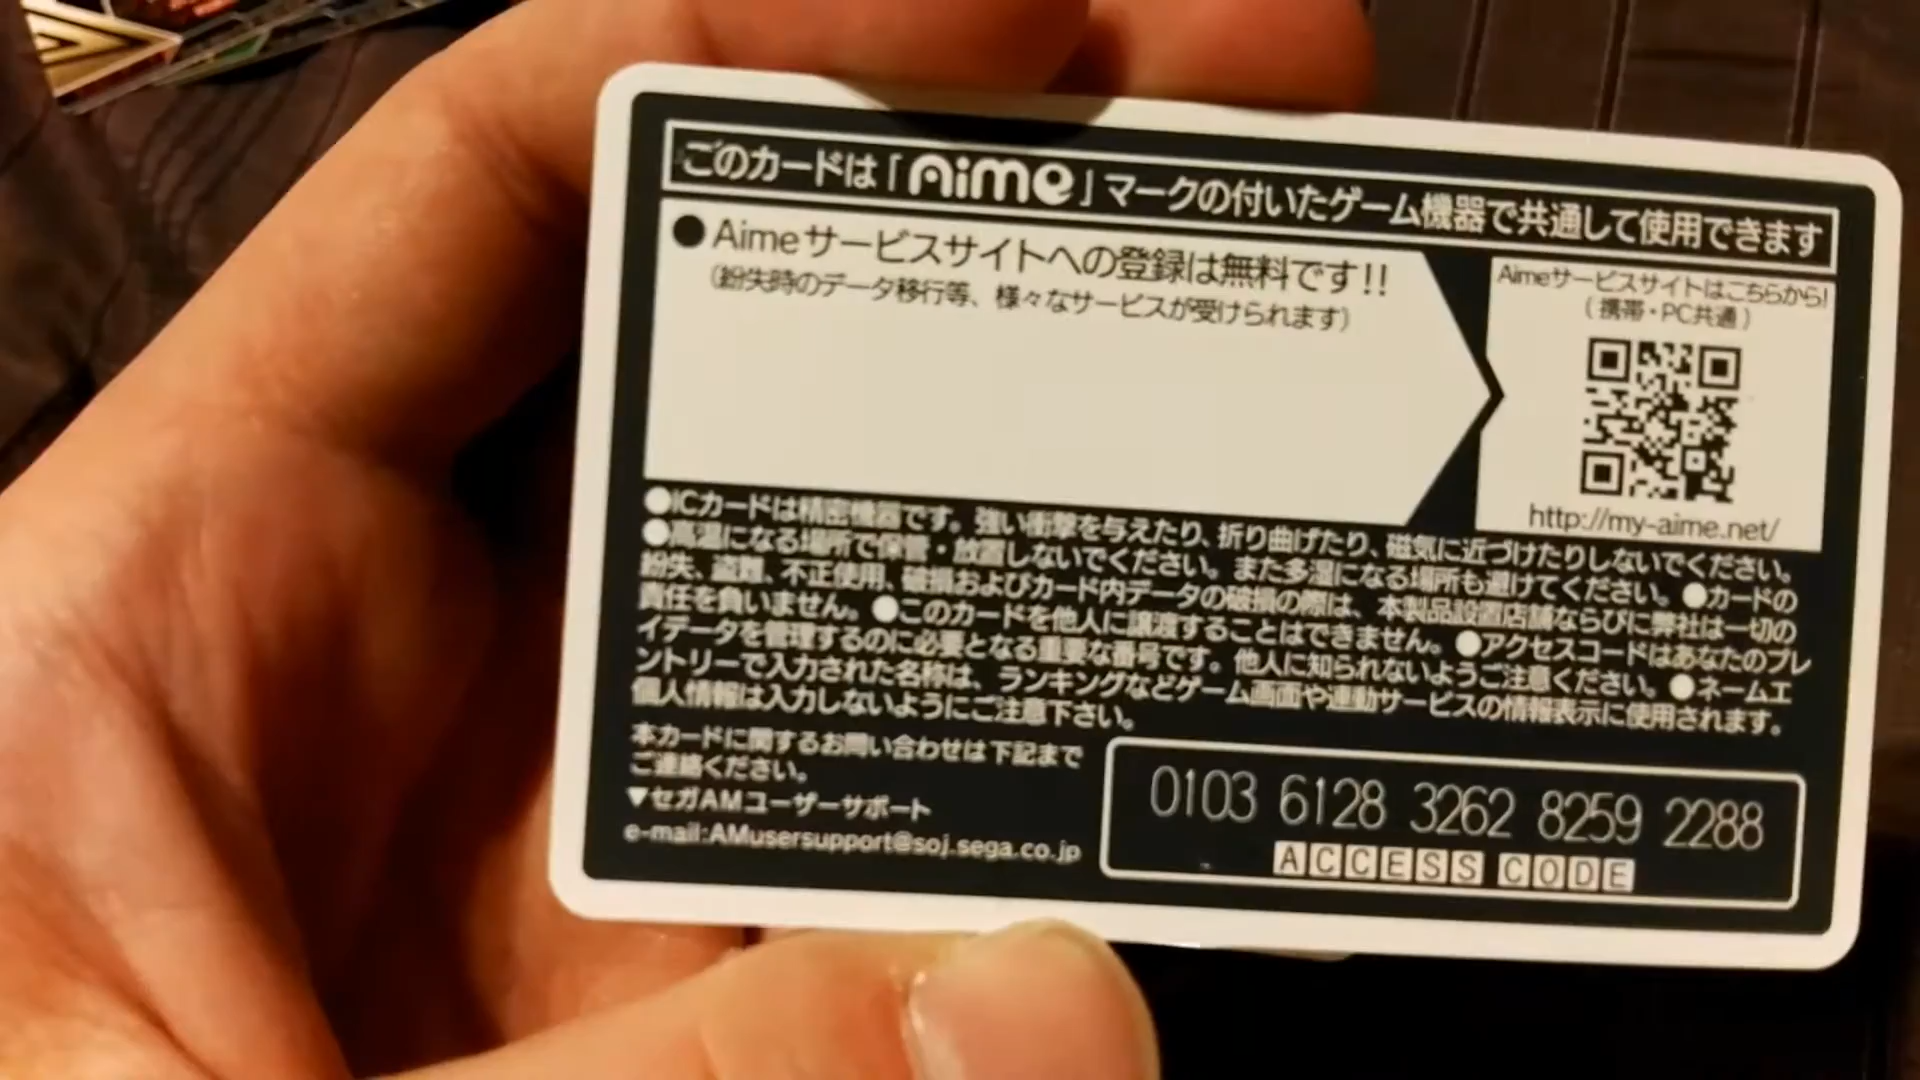 このカードは「Aime」マークの付いたゲーム機器で共通して使用できます
●Aimeサービスサイトへの登録は無料です!!
(紛失時のデータ移行等、様々なサービスが受けられます)
Aimeサービスサイトはこちらから!
(携帯・PC共通)
http://my-aime.net/
●ICカードは精密機器です。強い衝撃を与えたり、折り曲げたり、磁気に近づけたりしないでください。
●高温になる場所で保管・放置しないでください。また多湿になる場所も避けてください。●カードの
紛失、盗難、不正使用、破損およびカード内データの破損の際は、本製品設置店舗ならびに弊社は一切の
責任を負いません。●このカードを他人に譲渡することはできません。●アクセスコードはあなたのプレ
イデータを管理するのに必要となる重要な番号です。他人に知られないようご注意ください。●ネームエ
ントリーで入力された名称は、ランキングなどゲーム画面や連動サービスの情報表示に使用されます。
個人情報は入力しないようにご注意下さい。
本カードに関するお問い合わせは下記まで
ご連絡ください。
▼セガAMユーザーサポート
e-mail:AMusersupport@soj.sega.co.jp
0103 6128 3262 8259 2288
ACCESS CODE